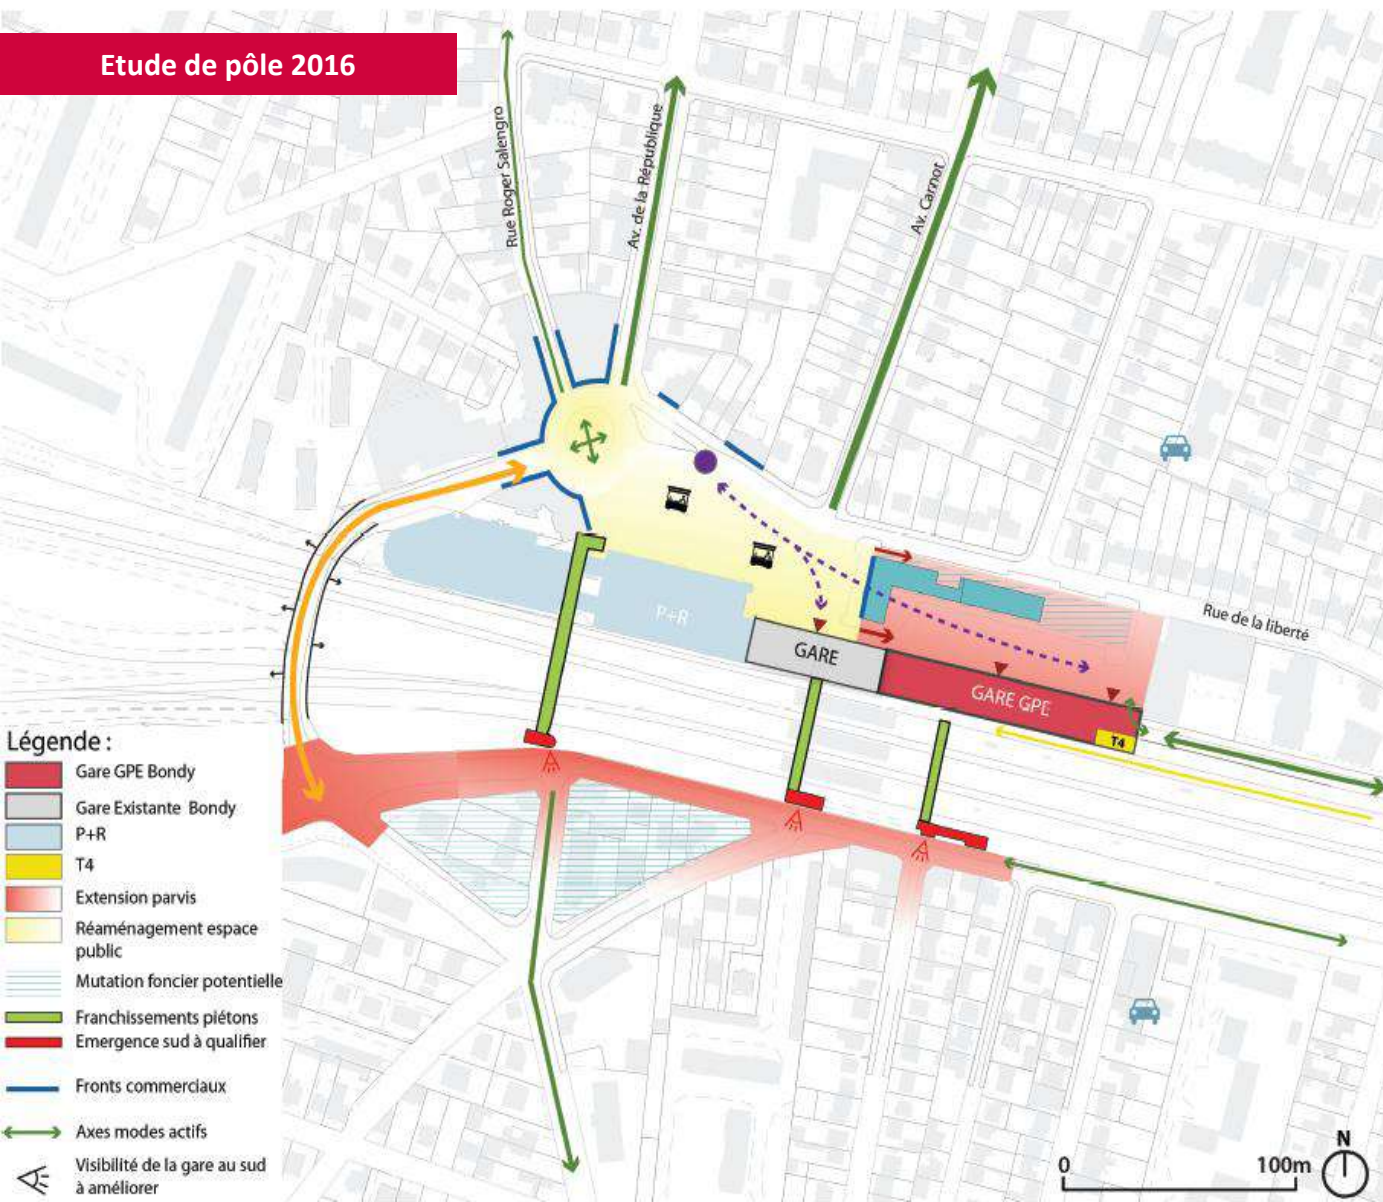 Etude de pôle 2016
Rue Roger Salengro
Av. de la République
Av. Carnot
P+R
GARE
GARE GPE
T4
Rue de la liberté
Légende :
Gare GPE Bondy
Gare Existante Bondy
P+R
T4
Extension parvis
Réaménagement espace
public
Mutation foncier potentielle
Franchissements piétons
Emergence sud à qualifier
Fronts commerciaux
Axes modes actifs
Visibilité de la gare au sud
à améliorer
0
100m
N